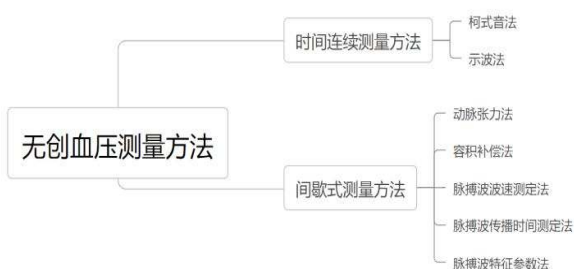 无创血压测量方法
时间连续测量方法
柯式音法
示波法
间歇式测量方法
动脉张力法
容积补偿法
脉搏波波速测定法
脉搏波传播时间测定法
脉搏波特征参数法